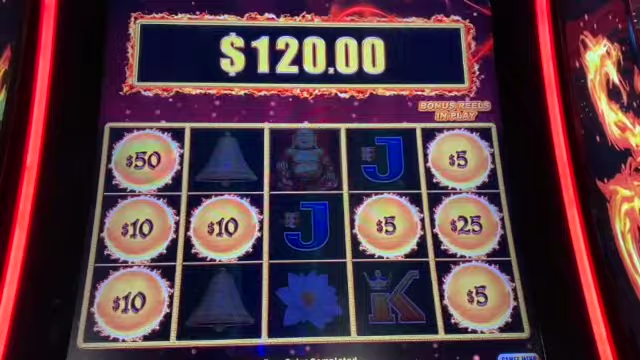 $120.00
BONUS REELS
IN PLAY
$50 J $5
$10 $10 J $5 $25
$10 K $5